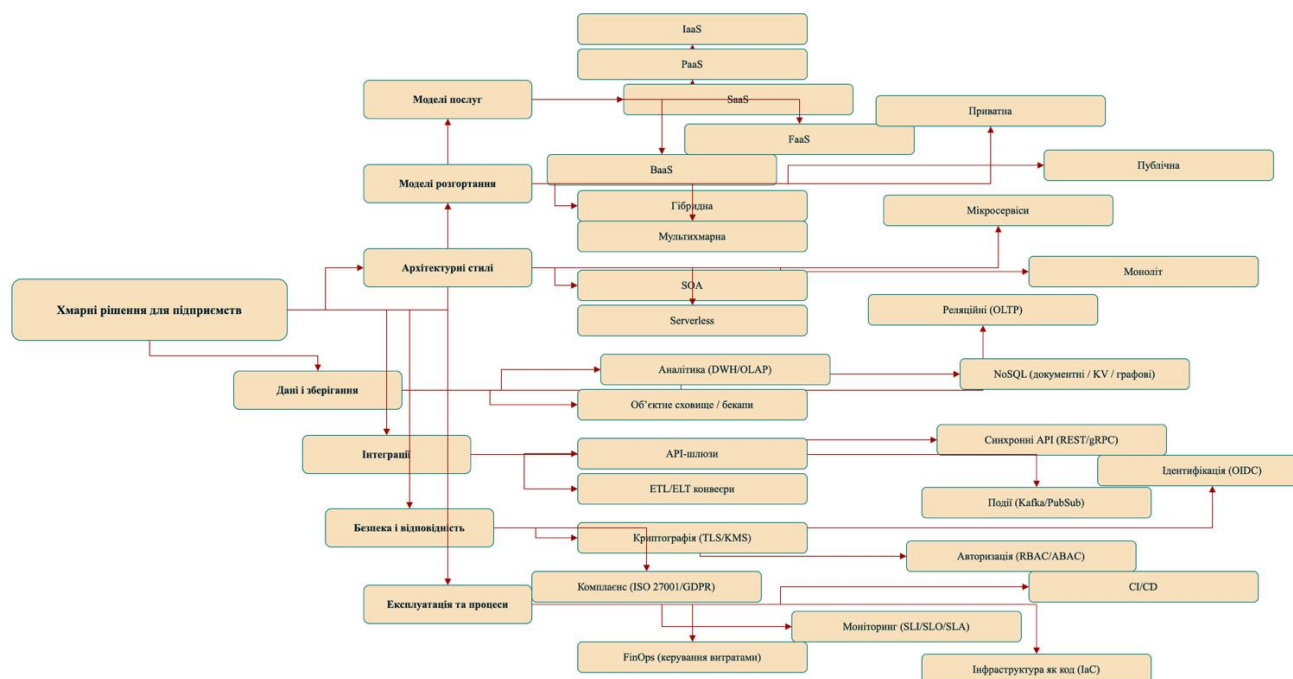 IaaS
PaaS
Моделі послуг
SaaS
Приватна
FaaS
Публічна
BaaS
Моделі розгортання
Гібридна
Мікросервіси
Мультихмарна
Архітектурні стилі
Моноліт
SOA
Хмарні рішення для підприємств
Реляційні (OLTP)
Serverless
Аналітика (DWH/OLAP)
NoSQL (документні / KV / графові)
Дані і зберігання
Об’єктне сховище / бекапи
Синхронні API (REST/gRPC)
Інтеграції
API-шлюзи
Ідентифікація (OIDC)
ETL/ELT конвеєри
Події (Kafka/PubSub)
Безпека і відповідність
Криптографія (TLS/KMS)
Авторизація (RBAC/ABAC)
Комплаєнс (ISO 27001/GDPR)
CI/CD
Експлуатація та процеси
Моніторинг (SLI/SLO/SLA)
FinOps (керування витратами)
Інфраструктура як код (IaC)